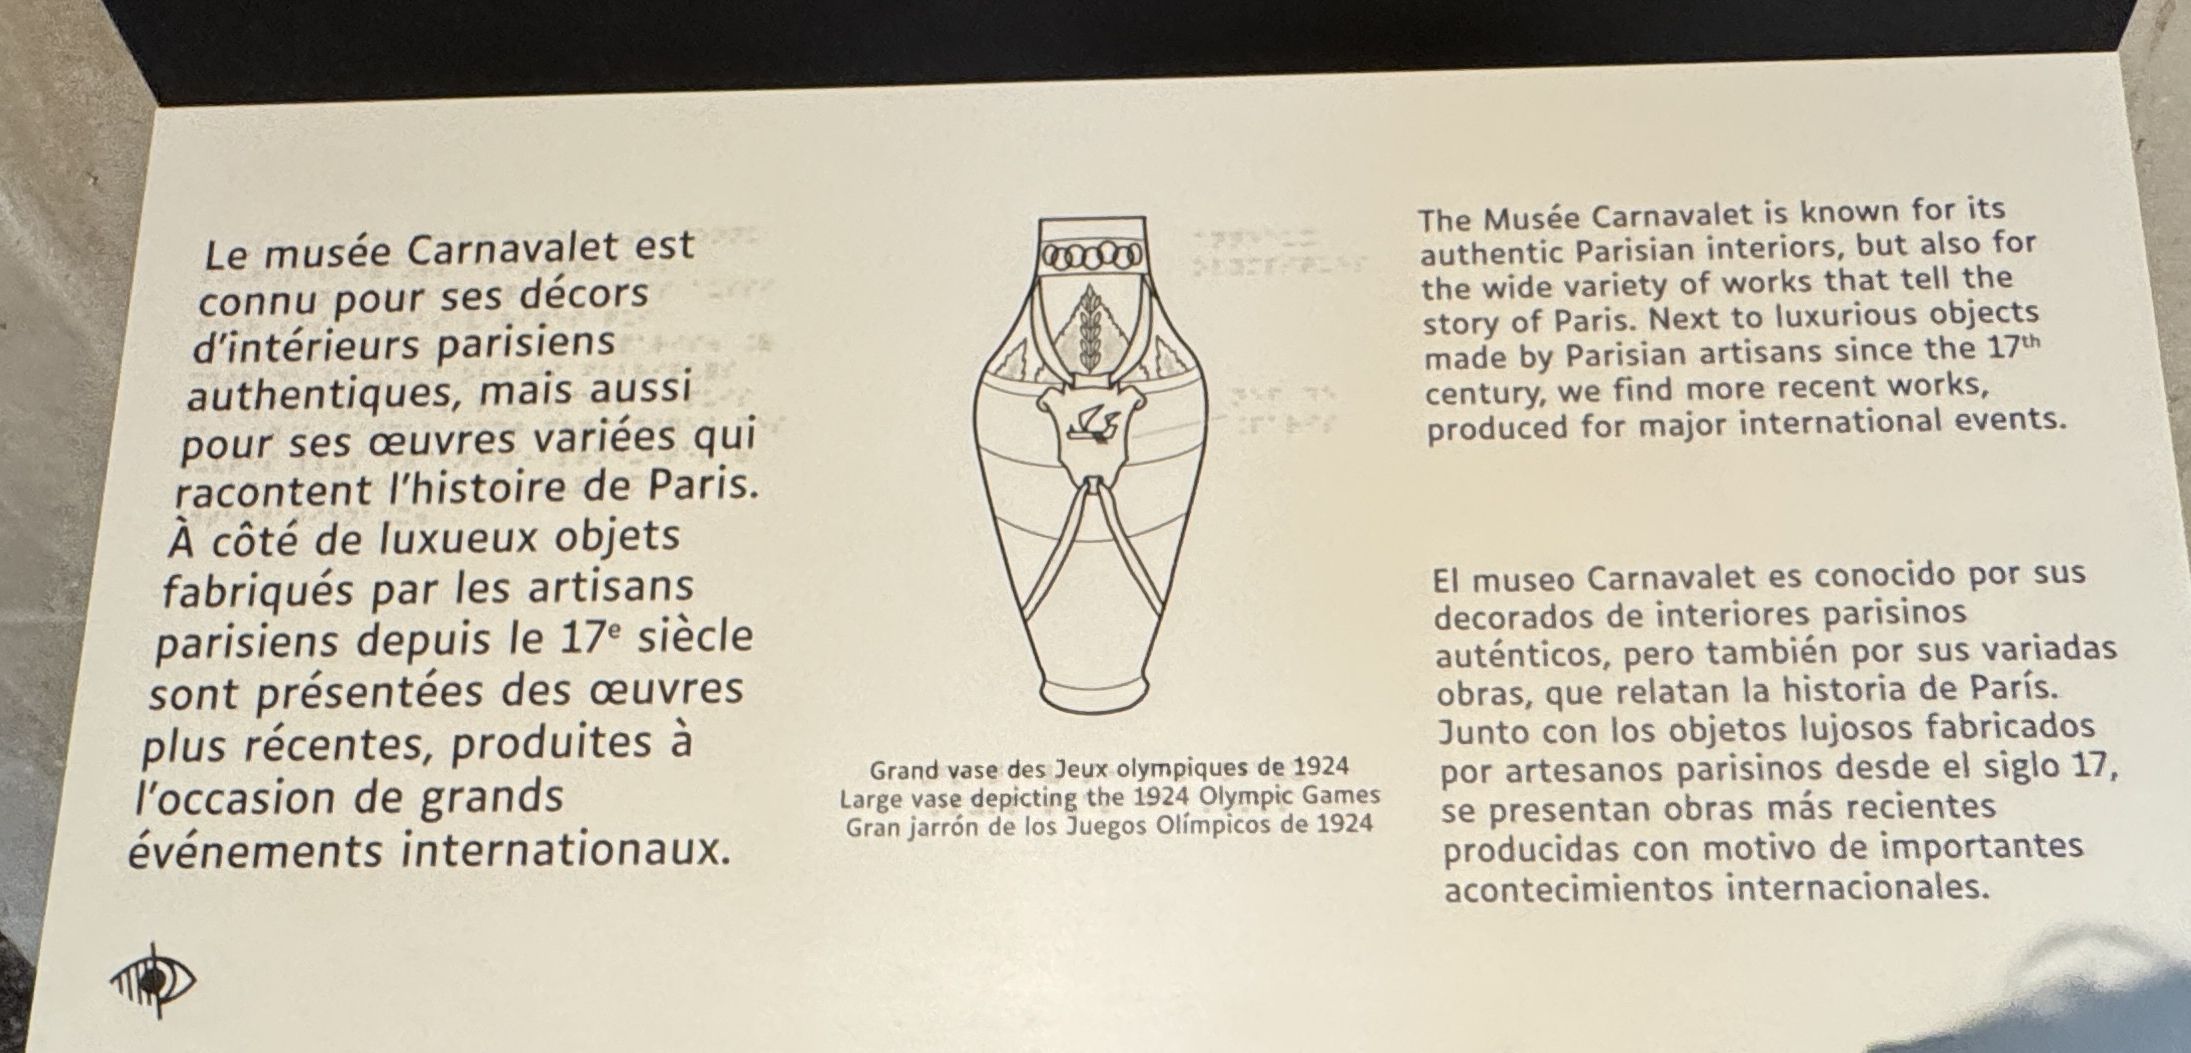 Le musée Carnavalet est
connu pour ses décors
d'intérieurs parisiens
authentiques, mais aussi
pour ses œuvres variées qui
racontent l'histoire de Paris.
À côté de luxueux objets
fabriqués par les artisans
parisiens depuis le 17e siècle
sont présentées des œuvres
plus récentes, produites à
l'occasion de grands
événements internationaux.
Grand vase des Jeux olympiques de 1924
Large vase depicting the 1924 Olympic Games
Gran jarrón de los Juegos Olímpicos de 1924
The Musée Carnavalet is known for its
authentic Parisian interiors, but also for
the wide variety of works that tell the
story of Paris. Next to luxurious objects
made by Parisian artisans since the 17th
century, we find more recent works,
produced for major international events.
El museo Carnavalet es conocido por sus
decorados de interiores parisinos
auténticos, pero también por sus variadas
obras, que relatan la historia de París.
Junto con los objetos lujosos fabricados
por artesanos parisinos desde el siglo 17,
se presentan obras más recientes
producidas con motivo de importantes
acontecimientos internacionales.